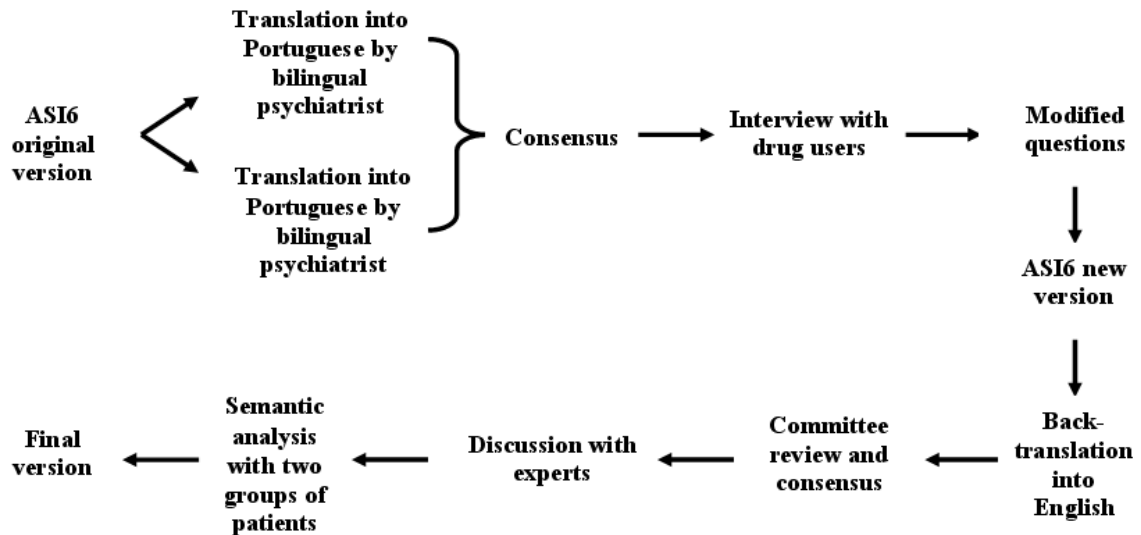 ASI6
original
version
Translation into
Portuguese by
bilingual
psychiatrist
Translation into
Portuguese by
bilingual
psychiatrist
Consensus
Interview with
drug users
Modified
questions
ASI6 new
version
Back-
translation
into
English
Committee
review and
consensus
Discussion with
experts
Semantic
analysis
with two
groups of
patients
Final
version